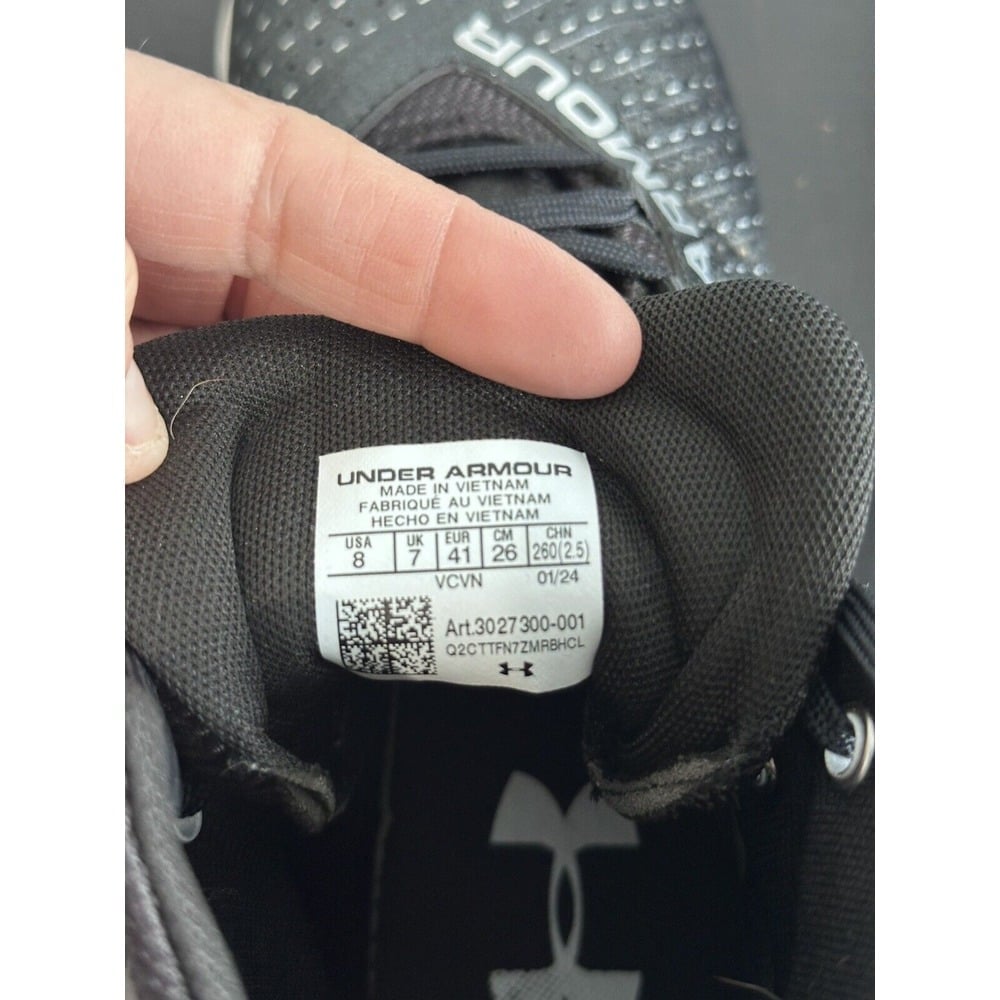 ARMOUR
UNDER ARMOUR
MADE IN VIETNAM
FABRIQUÉ AU VIETNAM
HECHO EN VIETNAM
USA UK EUR CM CHN
8 7 41 26 260(2.5)
VCVN 01/24
Art.3027300-001
Q2CTTFN7ZMRBHCL